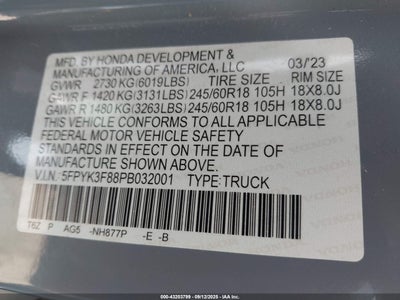 MFD. BY HONDA DEVELOPMENT & 03/'23
MANUFACTURING OF AMERICA, LLC
GVWR 2730 KG(6019LBS) TIRE SIZE RIM SIZE
GAWR F 1420 KG(3131LBS) 245/60R18 105H 18X8.0J
GAWR R 1480 KG(3263LBS) 245/60R18 105H 18X8.0J
THIS VEHICLE CONFORMS TO ALL APPLICABLE
FEDERAL MOTOR VEHICLE SAFETY
STANDARDS IN EFFECT ON THE DATE OF
MANUFACTURE SHOWN ABOVE.
V.I.N. 5FPYK3F88PB032001 TYPE:TRUCK
T6Z P AG5 -NH877P -E -B
HONDA
000-43203799 - 09/12/2025 - IAA Inc.